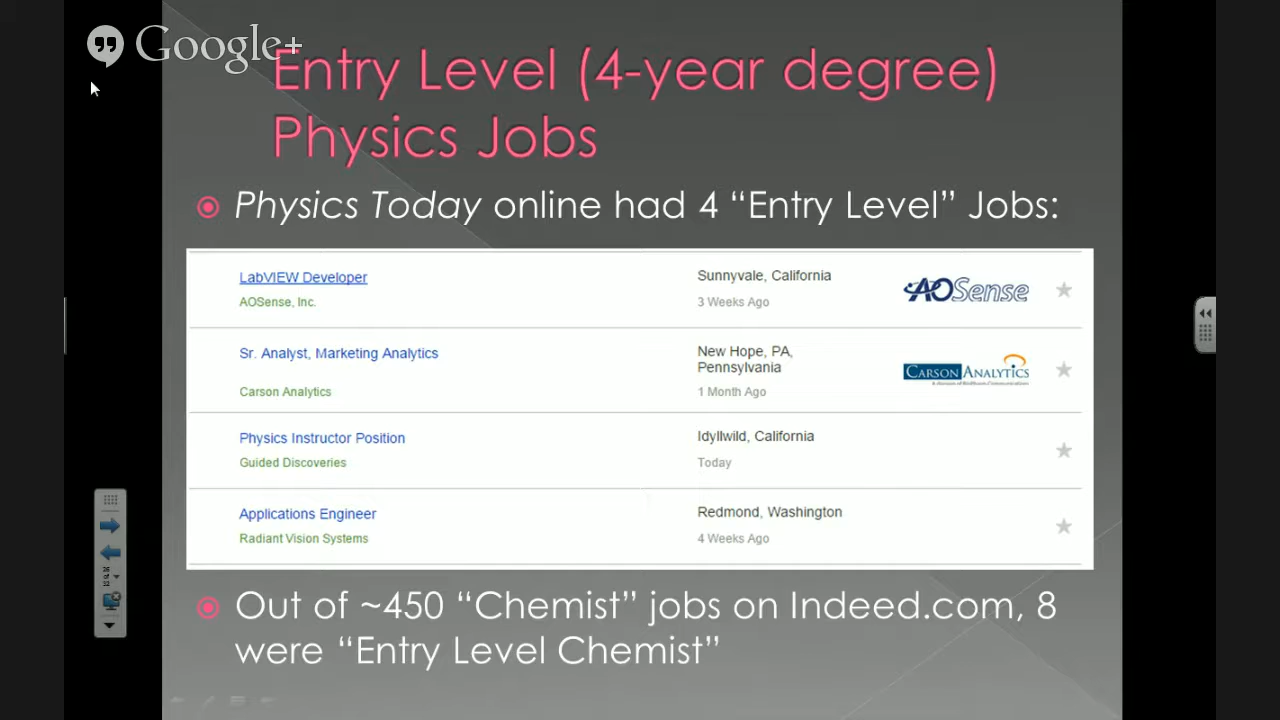 Google+
Entry Level (4-year degree)
Physics Jobs
Physics Today online had 4 “Entry Level” Jobs:
LabVIEW Developer
AOSense, Inc.
Sunnyvale, California
3 Weeks Ago
AOSense
Sr. Analyst, Marketing Analytics
Carson Analytics
New Hope, PA,
Pennsylvania
1 Month Ago
CARSON ANALYTICS
Physics Instructor Position
Guided Discoveries
Idyllwild, California
Today
Applications Engineer
Radiant Vision Systems
Redmond, Washington
4 Weeks Ago
Out of ~450 “Chemist” jobs on Indeed.com, 8
were “Entry Level Chemist”